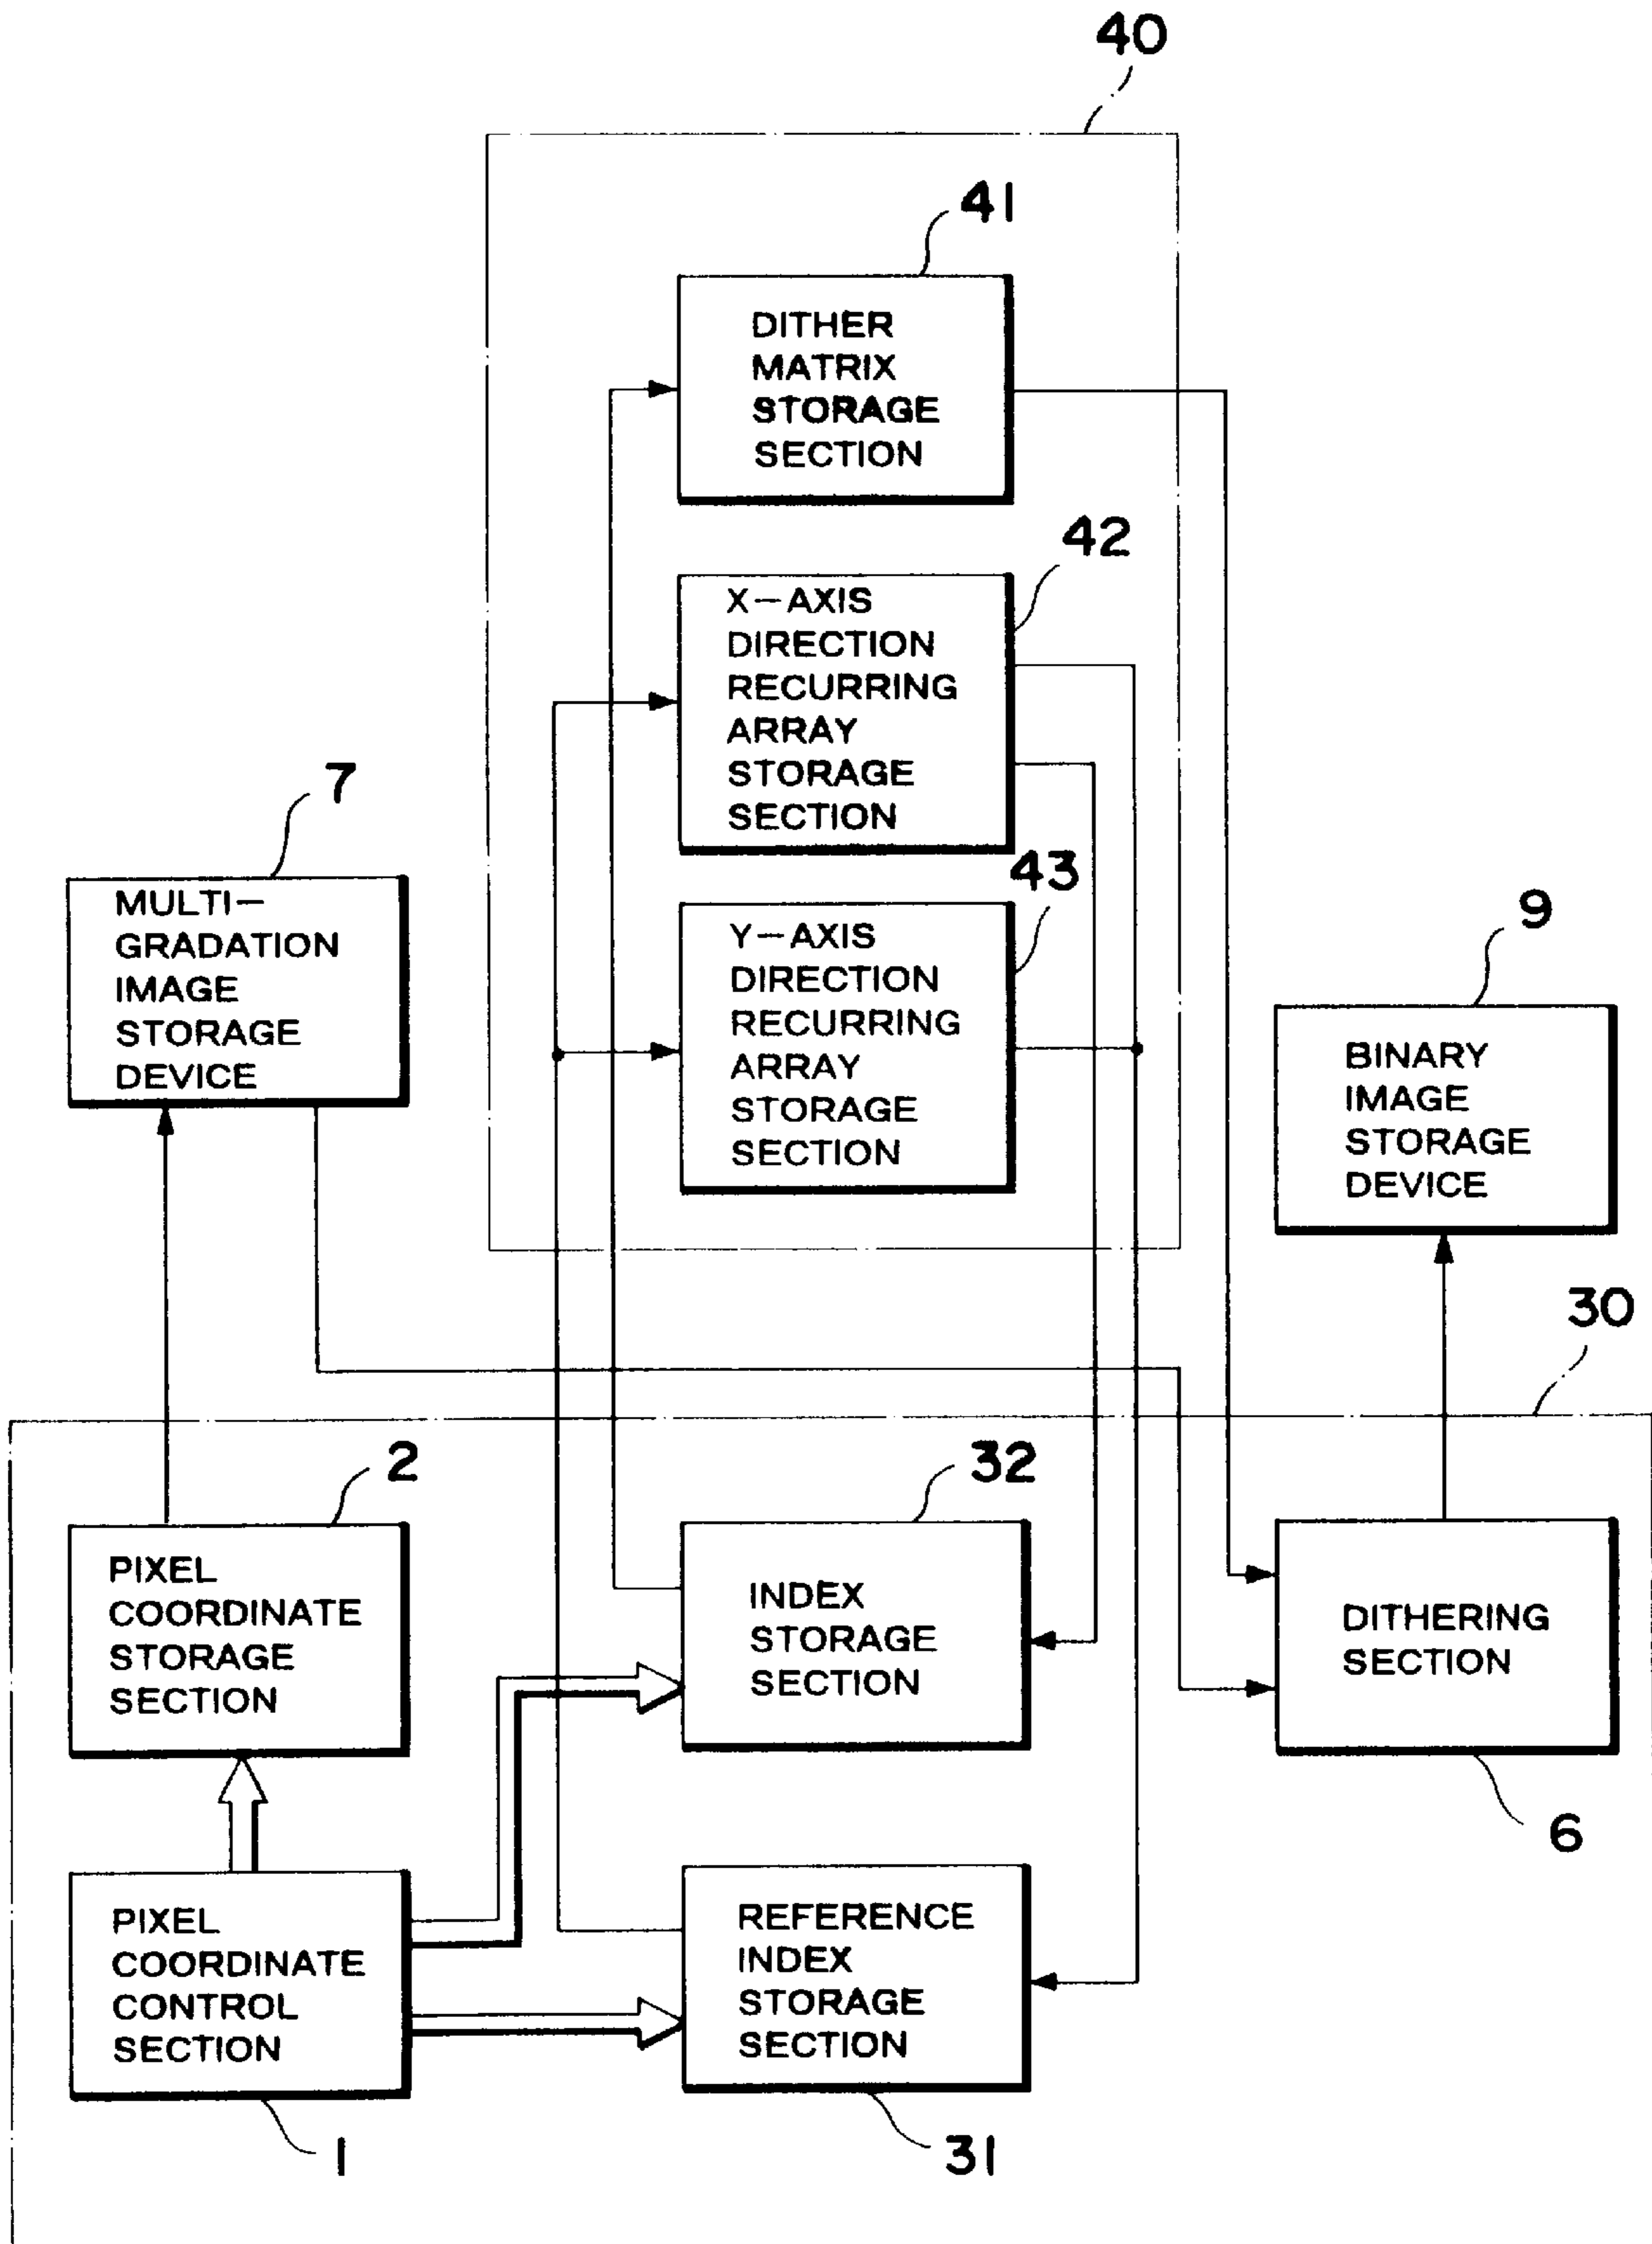 40
41
DITHER
MATRIX
STORAGE
SECTION
42
X-AXIS
DIRECTION
RECURRING
ARRAY
STORAGE
SECTION
43
Y-AXIS
DIRECTION
RECURRING
ARRAY
STORAGE
SECTION
7
MULTI-
GRADATION
IMAGE
STORAGE
DEVICE
9
BINARY
IMAGE
STORAGE
DEVICE
30
2
PIXEL
COORDINATE
STORAGE
SECTION
32
INDEX
STORAGE
SECTION
DITHERING
SECTION
6
PIXEL
COORDINATE
CONTROL
SECTION
1
REFERENCE
INDEX
STORAGE
SECTION
31